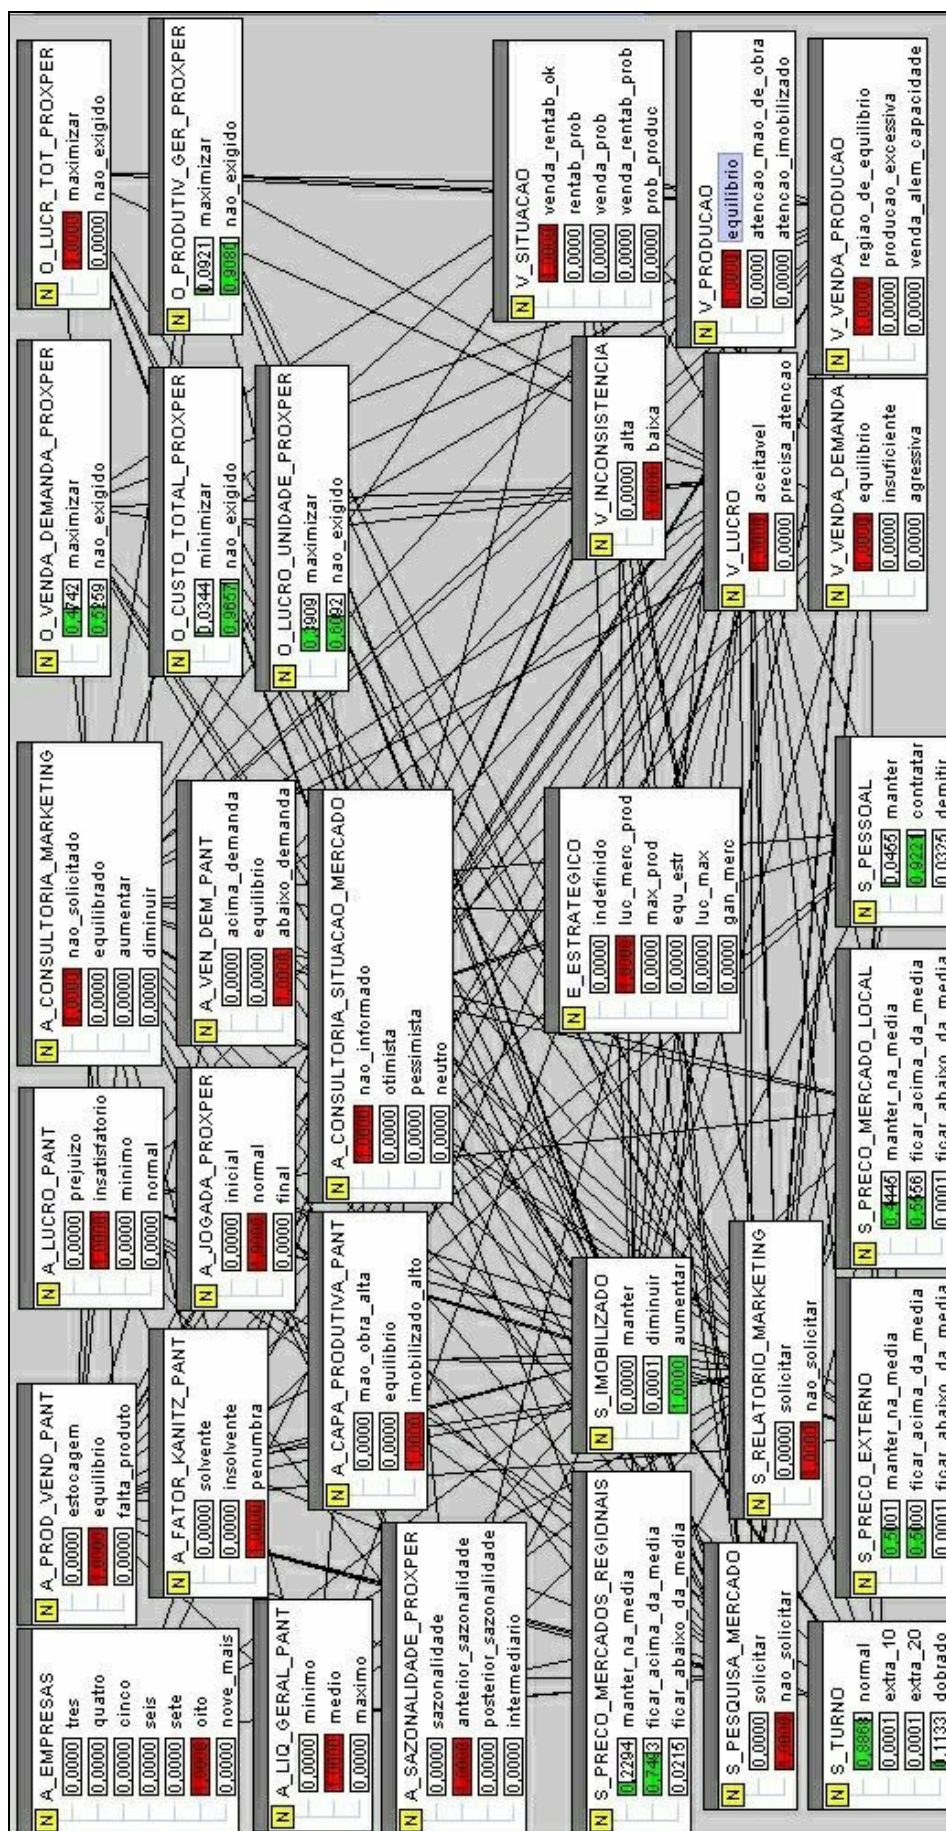 N A_EMPRESAS
0,0000 tres
0,0000 quatro
0,0000 cinco
0,0000 seis
0,0000 sete
1,0000 oito
0,0000 nove_mais
N A_PROD_VEND_PANT
0,0000 estocagem
1,0000 equilibrio
0,0000 falta_produto
N A_LUCRO_PANT
0,0000 prejuizo
1,0000 insatisfatorio
0,0000 minimo
0,0000 normal
N A_CONSULTORIA_MARKETING
1,0000 nao_solicitado
0,0000 equilibrado
0,0000 aumentar
0,0000 diminuir
N O_VENDA_DEMANDA_PROXPER
0,4742 maximizar
0,5259 nao_exigido
N O_LUCR_TOT_PROXPER
1,0000 maximizar
0,0000 nao_exigido
N A_FATOR_KANITZ_PANT
0,0000 solvente
0,0000 insolvente
1,0000 penumbra
N A_JOGADA_PROXPER
0,0000 inicial
1,0000 normal
0,0000 final
N A_VEN_DEM_PANT
0,0000 acima_demanda
0,0000 equilibrio
1,0000 abaixo_demanda
N O_CUSTO_TOTAL_PROXPER
0,0344 minimizar
0,9657 nao_exigido
N O_PRODUTIV_GER_PROXPER
0,0921 maximizar
0,9080 nao_exigido
N A_LIQ_GERAL_PANT
0,0000 minimo
1,0000 medio
0,0000 maximo
N A_CAPA_PRODUTIVA_PANT
0,0000 mao_obra_alta
0,0000 equilibrio
1,0000 imobilizado_alto
N A_CONSULTORIA_SITUACAO_MERCADO
1,0000 nao_informado
0,0000 otimista
0,0000 pessimista
0,0000 neutro
N O_LUCRO_UNIDADE_PROXPER
0,3909 maximizar
0,6092 nao_exigido
N A_SAZONALIDADE_PROXPER
0,0000 sazonalidade
1,0000 anterior_sazonalidade
0,0000 posterior_sazonalidade
0,0000 intermediario
N V_SITUACAO
1,0000 venda_rentab_ok
0,0000 rentab_prob
0,0000 venda_prob
0,0000 venda_rentab_prob
0,0000 prob_produc
N E_ESTRATEGICO
0,0000 indefinido
1,0000 luc_merc_prod
0,0000 max_prod
0,0000 equ_estr
0,0000 luc_max
0,0000 gan_merc
N S_PRECO_MERCADOS_REGIONAIS
0,2294 manter_na_media
0,7493 ficar_acima_da_media
0,0215 ficar_abaixo_da_media
N S_IMOBILIZADO
0,0000 manter
0,0001 diminuir
1,0000 aumentar
N V_INCONSISTENCIA
0,0000 alta
1,0000 baixa
N V_PRODUCAO
1,0000 equilibrio
0,0000 atencao_mao_de_obra
0,0000 atencao_imobilizado
N S_PESQUISA_MERCADO
0,0000 solicitar
1,0000 nao_solicitar
N S_RELATORIO_MARKETING
0,0000 solicitar
1,0000 nao_solicitar
N V_LUCRO
1,0000 aceitavel
0,0000 precisa_atencao
N S_TURNO
0,8868 normal
0,0001 extra_10
0,0001 extra_20
0,1133 dobrado
N S_PRECO_EXTERNO
0,5001 manter_na_media
0,5000 ficar_acima_da_media
0,0001 ficar_abaixo_da_media
N S_PRECO_MERCADO_LOCAL
0,4445 manter_na_media
0,5556 ficar_acima_da_media
0,0001 ficar_abaixo_da_media
N S_PESSOAL
0,0455 manter
0,9221 contratar
0,0325 demitir
N V_VENDA_DEMANDA
1,0000 equilibrio
0,0000 insuficiente
0,0000 agressiva
N V_VENDA_PRODUCAO
1,0000 regiao_de_equilibrio
0,0000 producao_excessiva
0,0000 venda_alem_capacidade